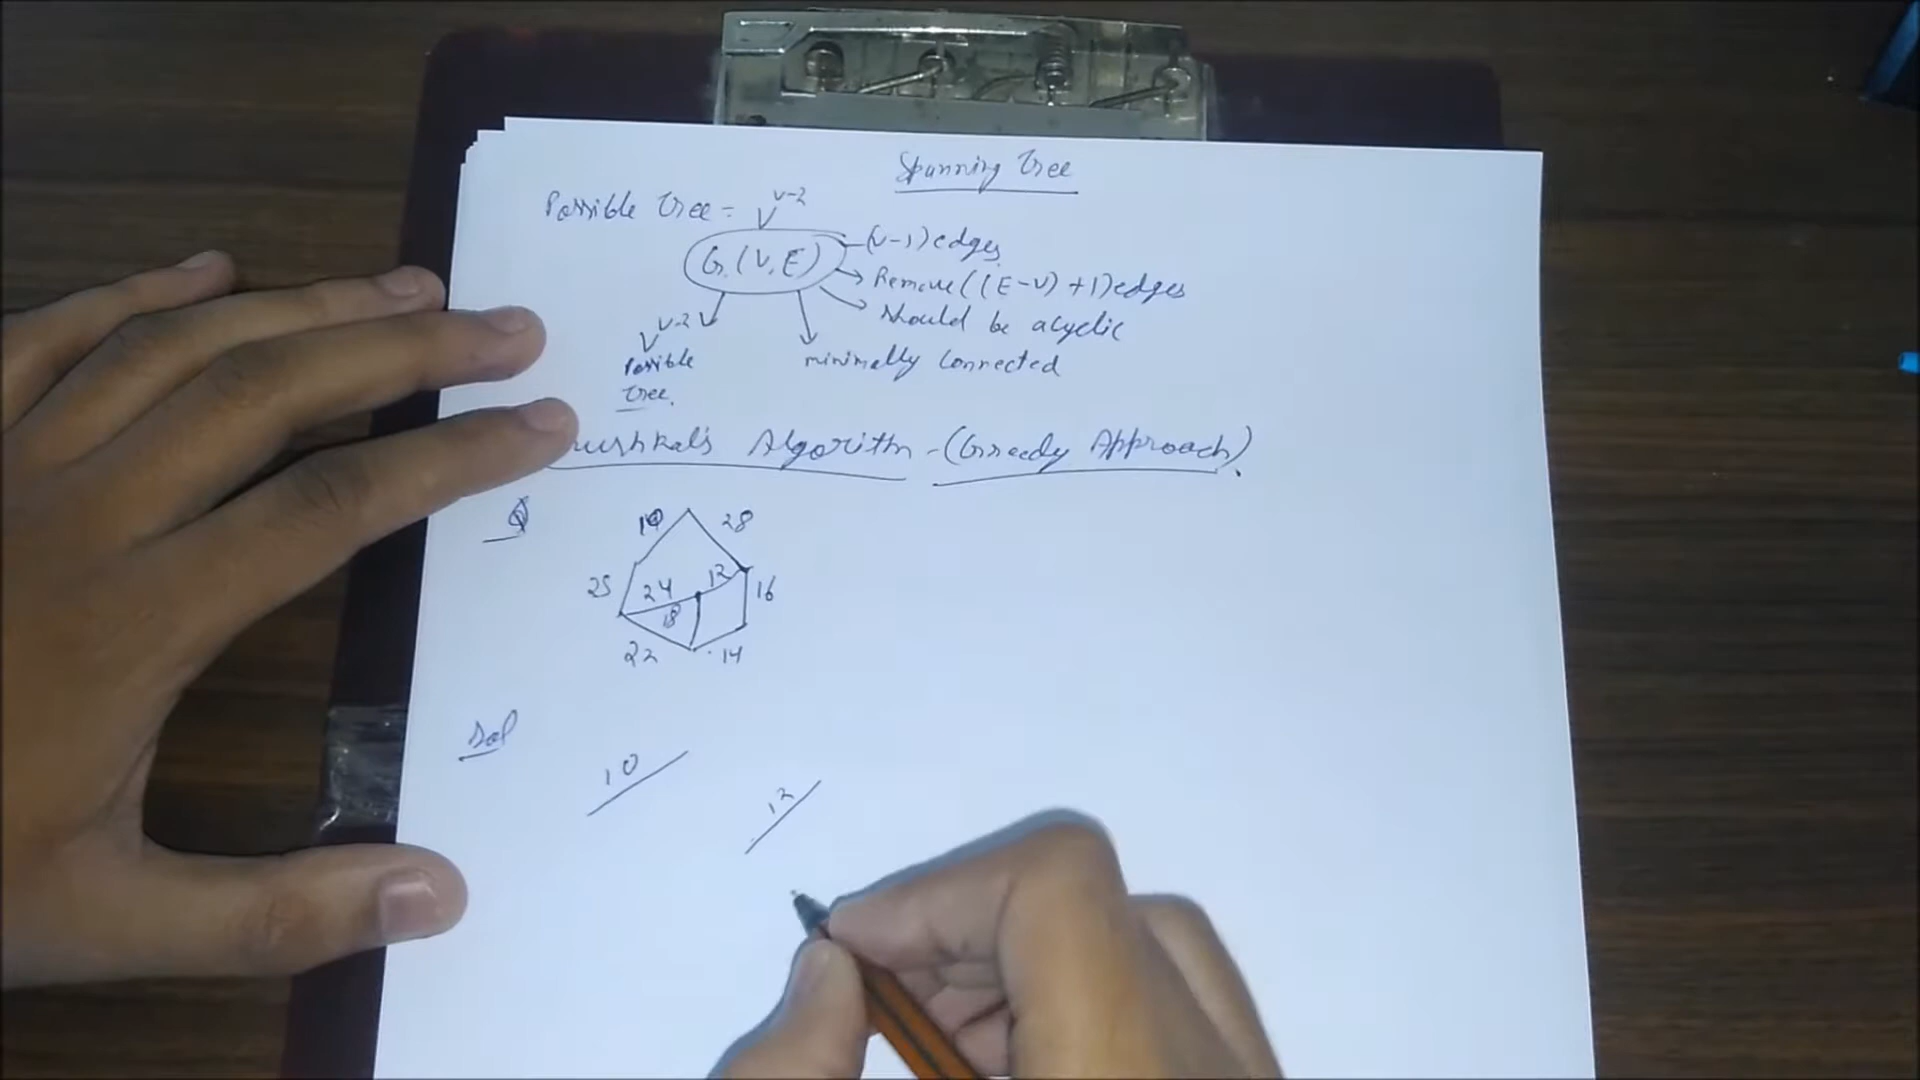 Spanning Tree
Possible Tree = V^V-2
G.(V,E)
(V-1)edges
Remove((E-V)+1)edges
Should be acyclic
minimally Connected
V^V-2
Possible
Tree.
rushkal's Algorithm - (Greedy Approach).
Q
10 28
25 24 12 16
18
22 14
Sol
10
12